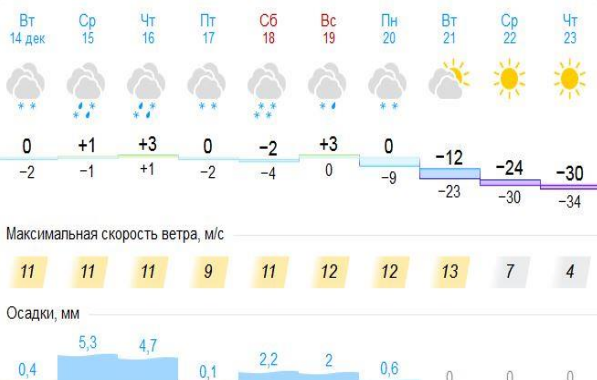 Вт Ср Чт Пт Сб Вс Пн Вт Ср Чт
14 дек 15 16 17 18 19 20 21 22 23
0 +1 +3 0 −2 +3 0 −12 −24 −30
−2 −1 +1 −2 −4 0 −9 −23 −30 −34
Максимальная скорость ветра, м/с
11 11 11 9 11 12 12 13 7 4
Осадки, мм
0,4 5,3 4,7 0,1 2,2 2 0,6 0 0 0